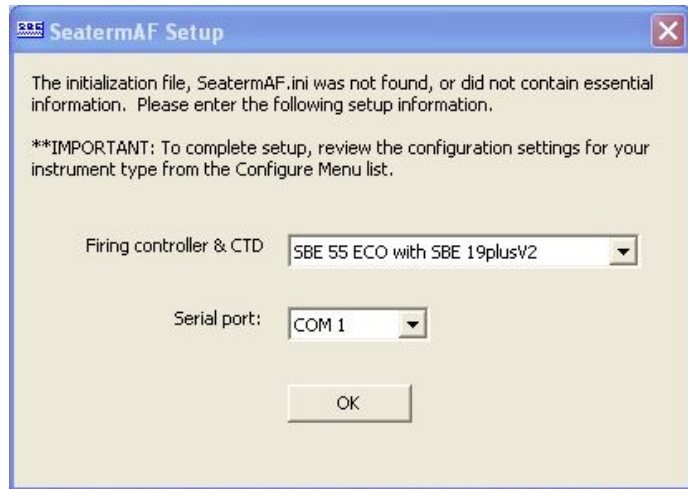 SBE SeatermAF Setup
The initialization file, SeatermAF.ini was not found, or did not contain essential
information. Please enter the following setup information.
**IMPORTANT: To complete setup, review the configuration settings for your
instrument type from the Configure Menu list.
Firing controller & CTD SBE 55 ECO with SBE 19plusV2
Serial port: COM 1
OK